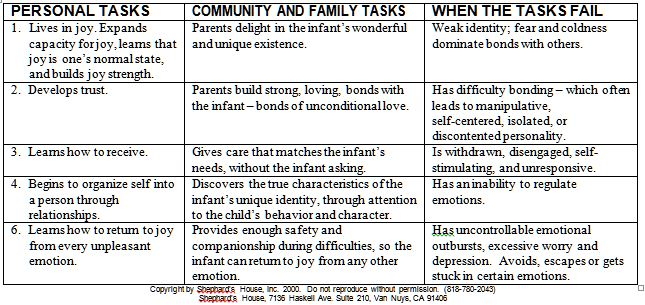 PERSONAL TASKS
COMMUNITY AND FAMILY TASKS
WHEN THE TASKS FAIL
1. Lives in joy. Expands
capacity for joy, learns that
joy is one's normal state,
and builds joy strength.
Parents delight in the infant's wonderful
and unique existence.
Weak identity; fear and coldness
dominate bonds with others.
2. Develops trust.
Parents build strong, loving, bonds with
the infant – bonds of unconditional love.
Has difficulty bonding – which often
leads to manipulative,
self-centered, isolated, or
discontented personality.
3. Learns how to receive.
Gives care that matches the infant's
needs, without the infant asking.
Is withdrawn, disengaged, self-
stimulating, and unresponsive.
4. Begins to organize self into
a person through
relationships.
Discovers the true characteristics of the
infant's unique identity, through attention
to the child's behavior and character.
Has an inability to regulate
emotions.
6. Learns how to return to joy
from every unpleasant
emotion.
Provides enough safety and
companionship during difficulties, so the
infant can return to joy from any other
emotion.
Has uncontrollable emotional
outbursts, excessive worry and
depression. Avoids, escapes or gets
stuck in certain emotions.
Copyright by Shephard's House, Inc. 2000. Do not reproduce without permission. (818-780-2043)
Shephard's House, 7136 Haskell Ave. Suite 210, Van Nuys, CA 91406